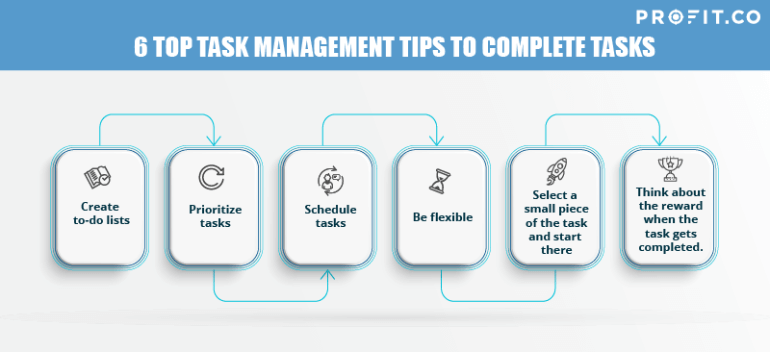 PROFIT.CO
6 TOP TASK MANAGEMENT TIPS TO COMPLETE TASKS
Create
to-do lists
Prioritize
tasks
Schedule
tasks
Be flexible
Select a
small piece
of the task
and start
there
Think about
the reward
when the
task gets
completed.